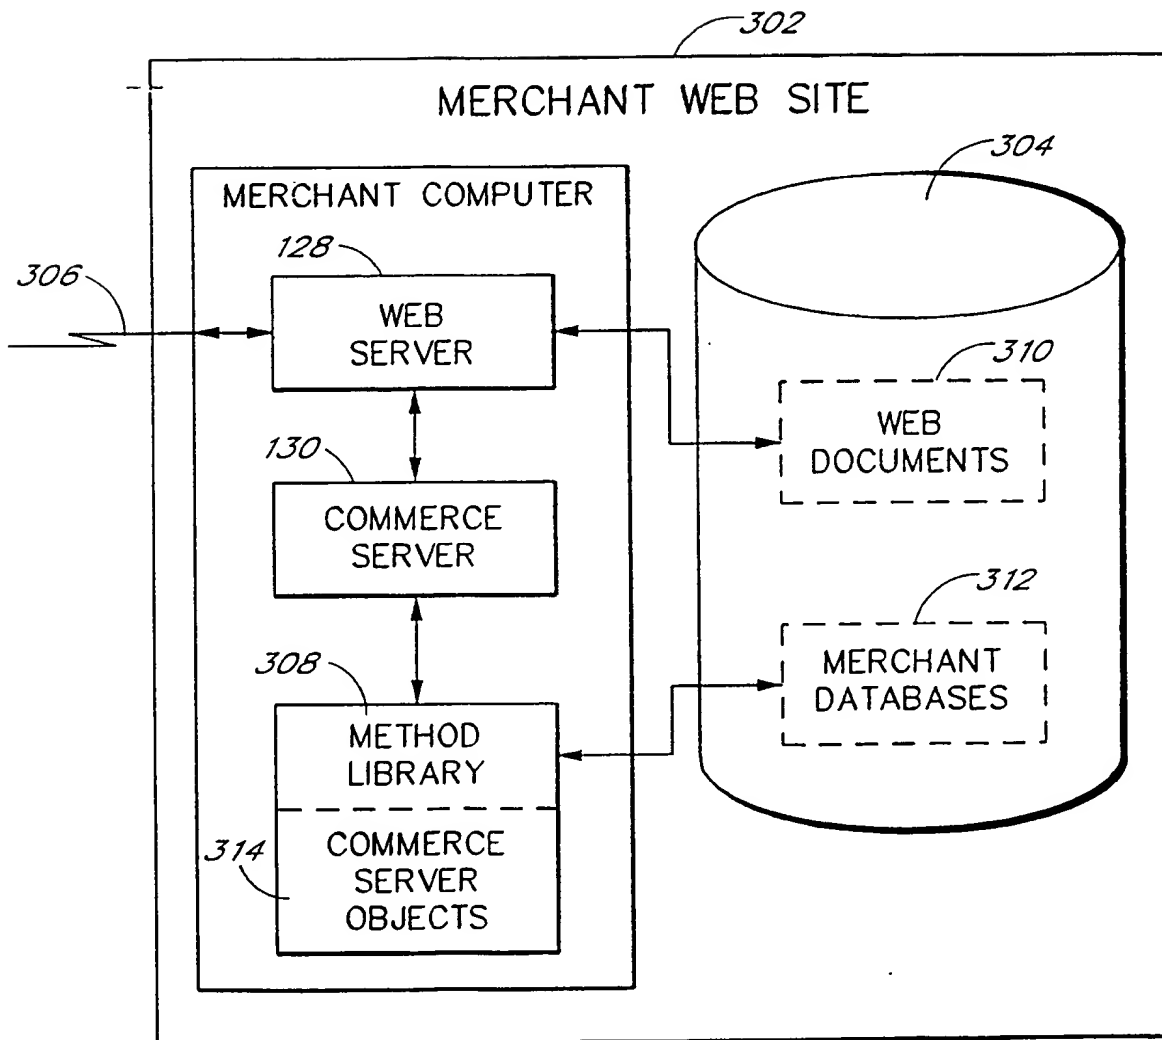 302
MERCHANT WEB SITE
304
MERCHANT COMPUTER
128
306
WEB
SERVER
310
WEB
DOCUMENTS
130
COMMERCE
SERVER
312
MERCHANT
DATABASES
308
METHOD
LIBRARY
314
COMMERCE
SERVER
OBJECTS